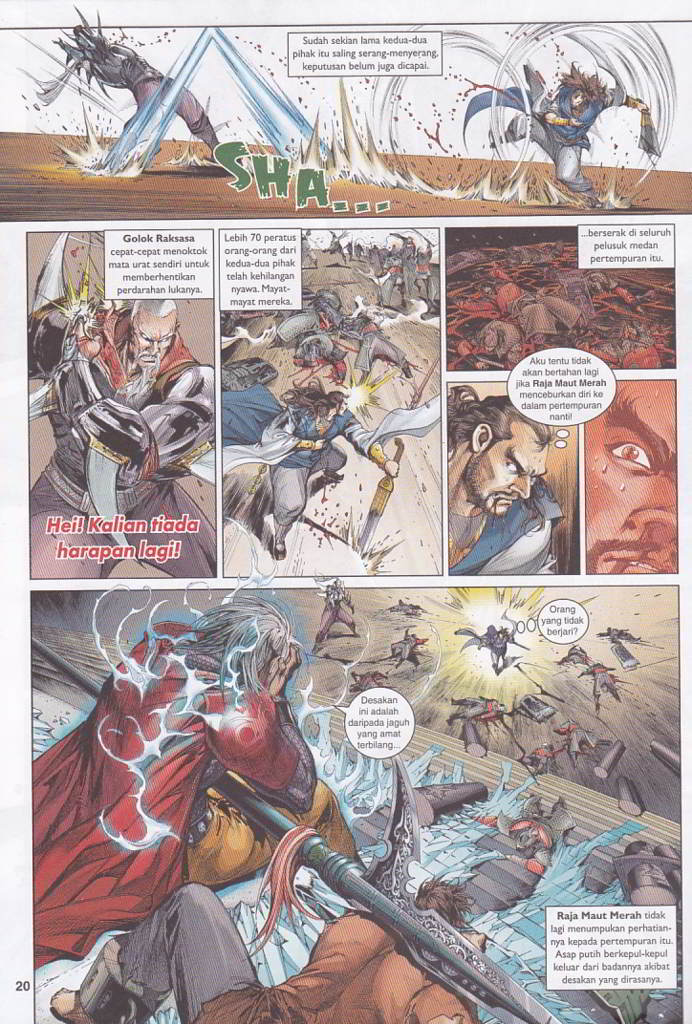 Sudah sekian lama kedua-dua
pihak itu saling serang-menyerang,
keputusan belum juga dicapai.
SHA...
Golok Raksasa
cepat-cepat menoktok
mata urat sendiri untuk
memberhentikan
perdarahan lukanya.
Hei! Kalian tiada
harapan lagi!
Lebih 70 peratus
orang-orang dari
kedua-dua pihak
telah kehilangan
nyawa. Mayat-
mayat mereka.
...berserak di seluruh
pelusuk medan
pertempuran itu.
Aku tentu tidak
akan bertahan lagi
jika Raja Maut Merah
menceburkan diri ke
dalam pertempuran
nanti!
Orang
yang tidak
berjari?
Desakan
ini adalah
daripada jaguh
yang amat
terbilang...
Raja Maut Merah tidak
lagi menumpukan perhatian-
nya kepada pertempuran itu.
Asap putih berkepul-kepul
keluar dari badannya akibat
desakan yang dirasanya.
20